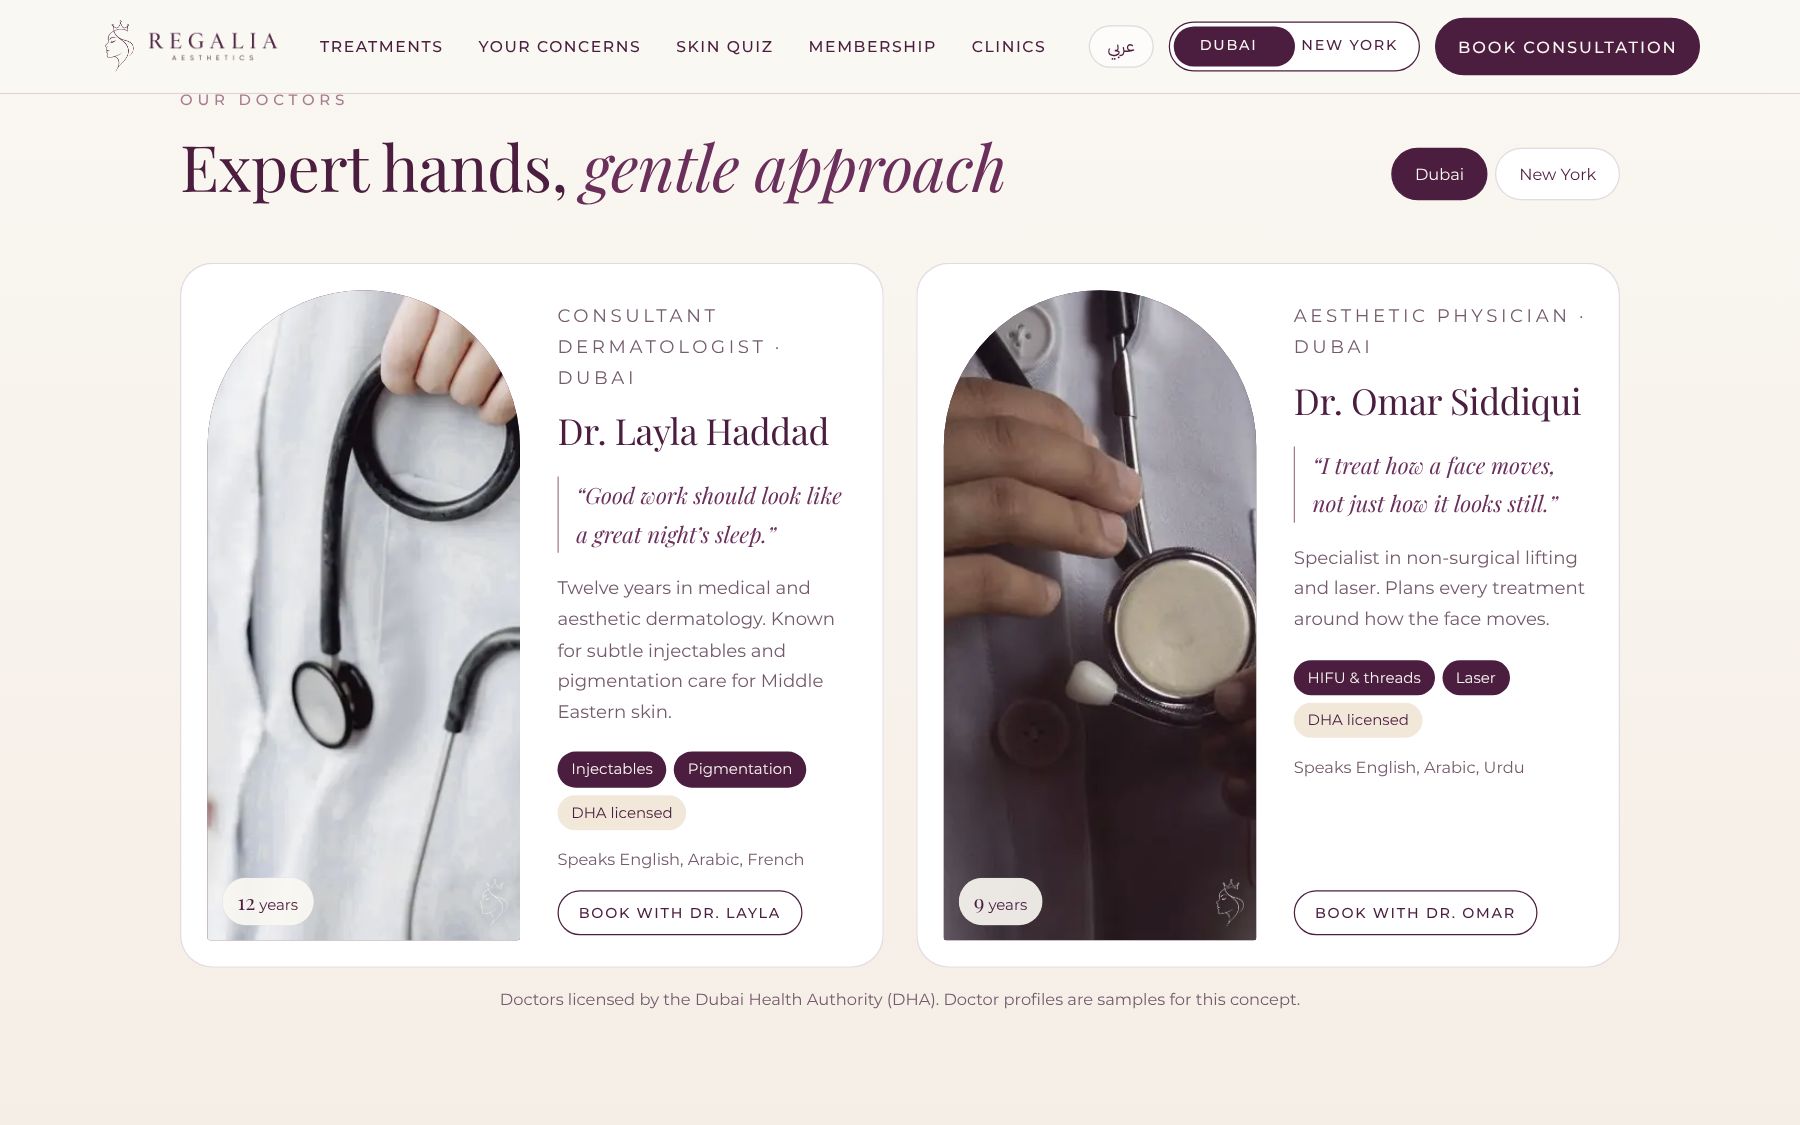 REGALIA
AESTHETICS
TREATMENTS
YOUR CONCERNS
SKIN QUIZ
MEMBERSHIP
CLINICS
عربي
DUBAI
NEW YORK
BOOK CONSULTATION
OUR DOCTORS
Expert hands, gentle approach
Dubai
New York
CONSULTANT
DERMATOLOGIST ·
DUBAI
Dr. Layla Haddad
“Good work should look like
a great night’s sleep.”
Twelve years in medical and
aesthetic dermatology. Known
for subtle injectables and
pigmentation care for Middle
Eastern skin.
Injectables
Pigmentation
DHA licensed
Speaks English, Arabic, French
BOOK WITH DR. LAYLA
12 years
AESTHETIC PHYSICIAN ·
DUBAI
Dr. Omar Siddiqui
“I treat how a face moves,
not just how it looks still.”
Specialist in non-surgical lifting
and laser. Plans every treatment
around how the face moves.
HIFU & threads
Laser
DHA licensed
Speaks English, Arabic, Urdu
BOOK WITH DR. OMAR
9 years
Doctors licensed by the Dubai Health Authority (DHA). Doctor profiles are samples for this concept.